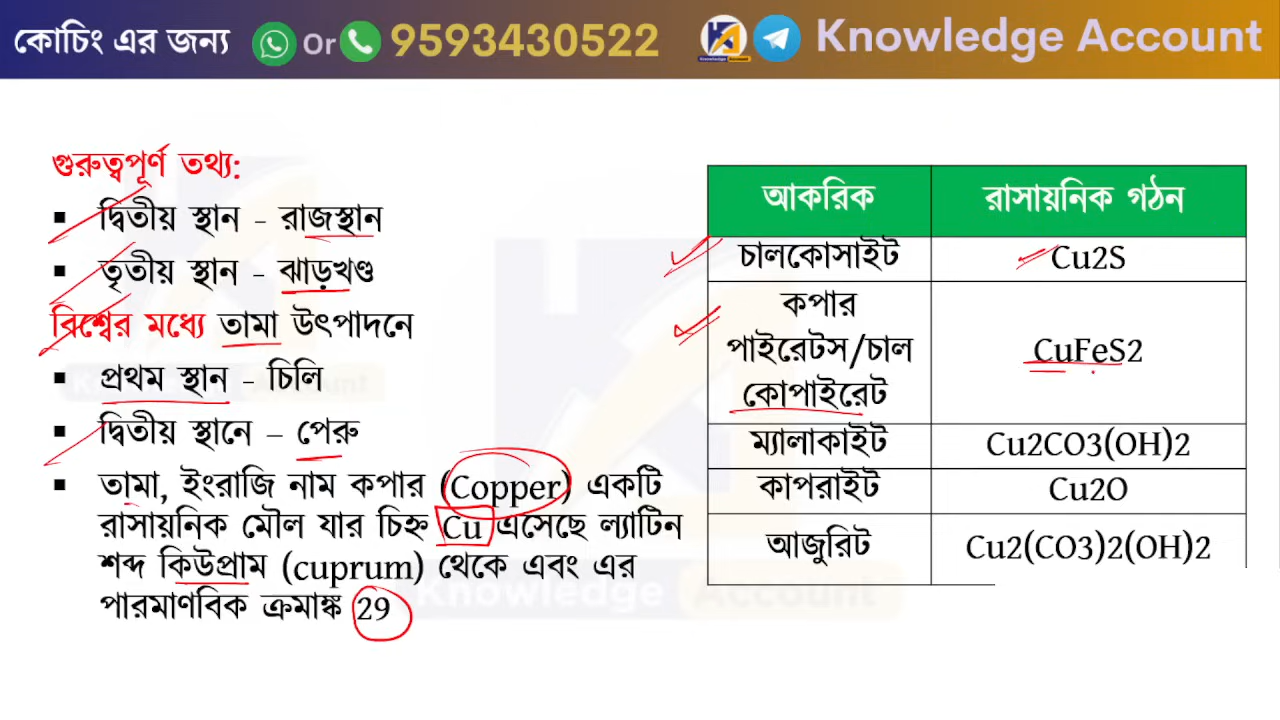 কোচিং এর জন্য Or 9593430522 Knowledge Account
গুরুত্বপূর্ণ তথ্য:
▪ দ্বিতীয় স্থান - রাজস্থান
▪ তৃতীয় স্থান - ঝাড়খণ্ড
বিশ্বের মধ্যে তামা উৎপাদনে
▪ প্রথম স্থান - চিলি
▪ দ্বিতীয় স্থানে – পেরু
▪ তামা, ইংরাজি নাম কপার (Copper) একটি
রাসায়নিক মৌল যার চিহ্ন Cu এসেছে ল্যাটিন
শব্দ কিউপ্রাম (cuprum) থেকে এবং এর
পারমাণবিক ক্রমাঙ্ক 29
আকরিক রাসায়নিক গঠন
চালকোসাইট Cu2S
কপার
পাইরেটস/চাল
কোপাইরেট CuFeS2
ম্যালাকাইট Cu2CO3(OH)2
কাপরাইট Cu2O
আজুরিট Cu2(CO3)2(OH)2
Knowledge Account